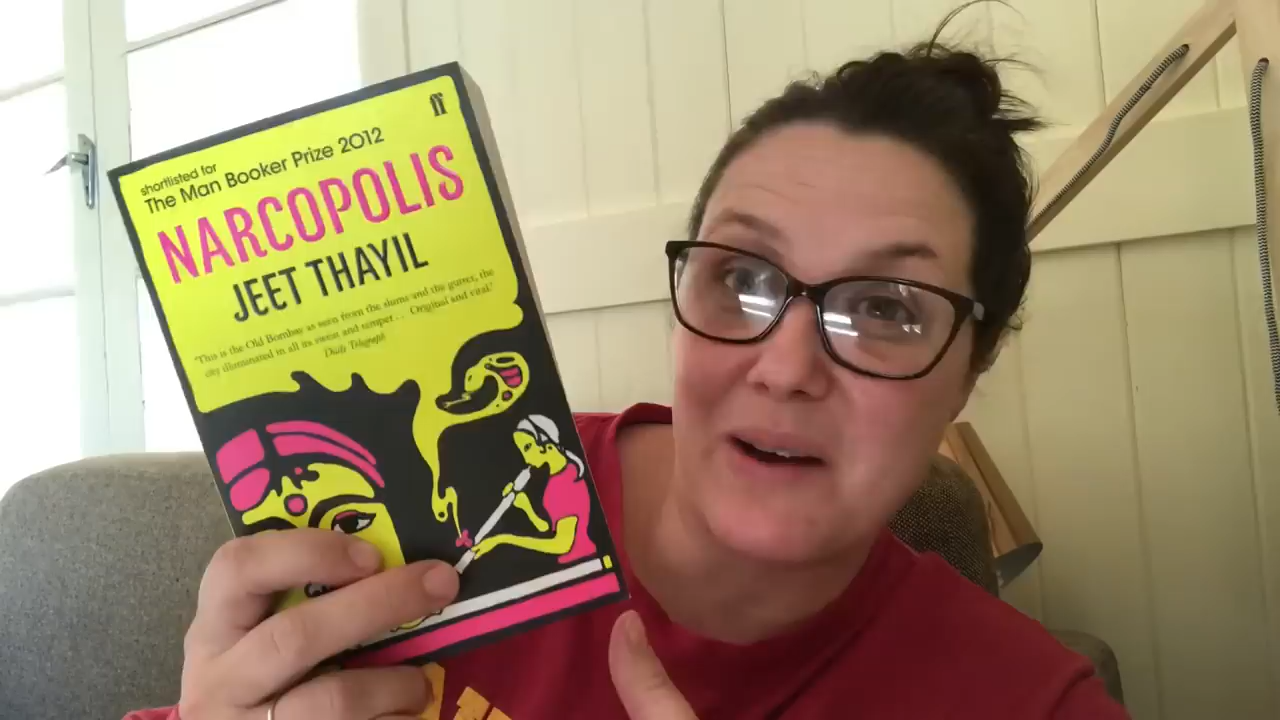 ff
shortlisted for
The Man Booker Prize 2012
NARCOPOLIS
JEET THAYIL
'This is the Old Bombay as seen from the slums and the gutter, the
city illuminated in all its sweat and temper... Original and vital.'
Daily Telegraph